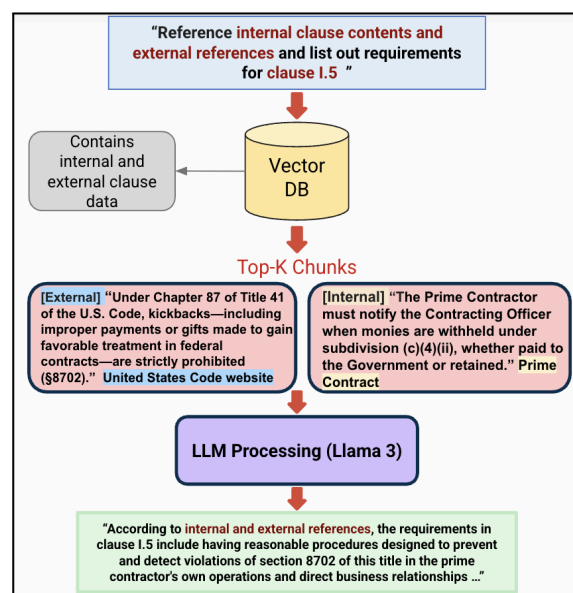 “Reference internal clause contents and
external references and list out requirements
for clause I.5 ”
Contains
internal and
external clause
data
Vector
DB
Top-K Chunks
[External] “Under Chapter 87 of Title 41
of the U.S. Code, kickbacks—including
improper payments or gifts made to gain
favorable treatment in federal
contracts—are strictly prohibited
(§8702).” United States Code website
[Internal] “The Prime Contractor
must notify the Contracting Officer
when monies are withheld under
subdivision (c)(4)(ii), whether paid to
the Government or retained.” Prime
Contract
LLM Processing (Llama 3)
“According to internal and external references, the requirements in
clause I.5 include having reasonable procedures designed to prevent
and detect violations of section 8702 of this title in the prime
contractor's own operations and direct business relationships ...”